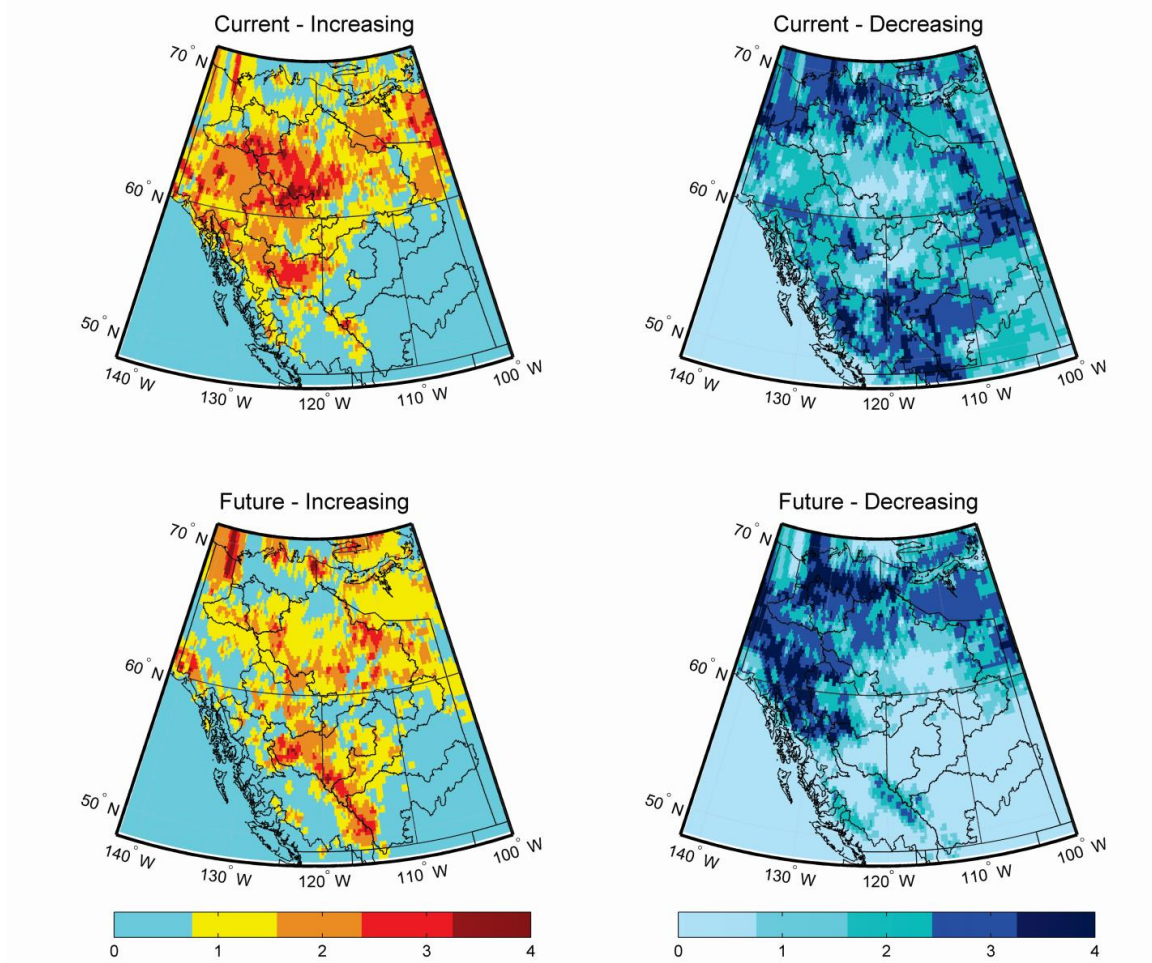 Current - Increasing
Current - Decreasing
70° N
60° N
50° N
140° W
130° W
120° W
110° W
100° W
70° N
60° N
50° N
140° W
130° W
120° W
110° W
100° W
Future - Increasing
Future - Decreasing
70° N
60° N
50° N
140° W
130° W
120° W
110° W
100° W
70° N
60° N
50° N
140° W
130° W
120° W
110° W
100° W
0 1 2 3 4
0 1 2 3 4